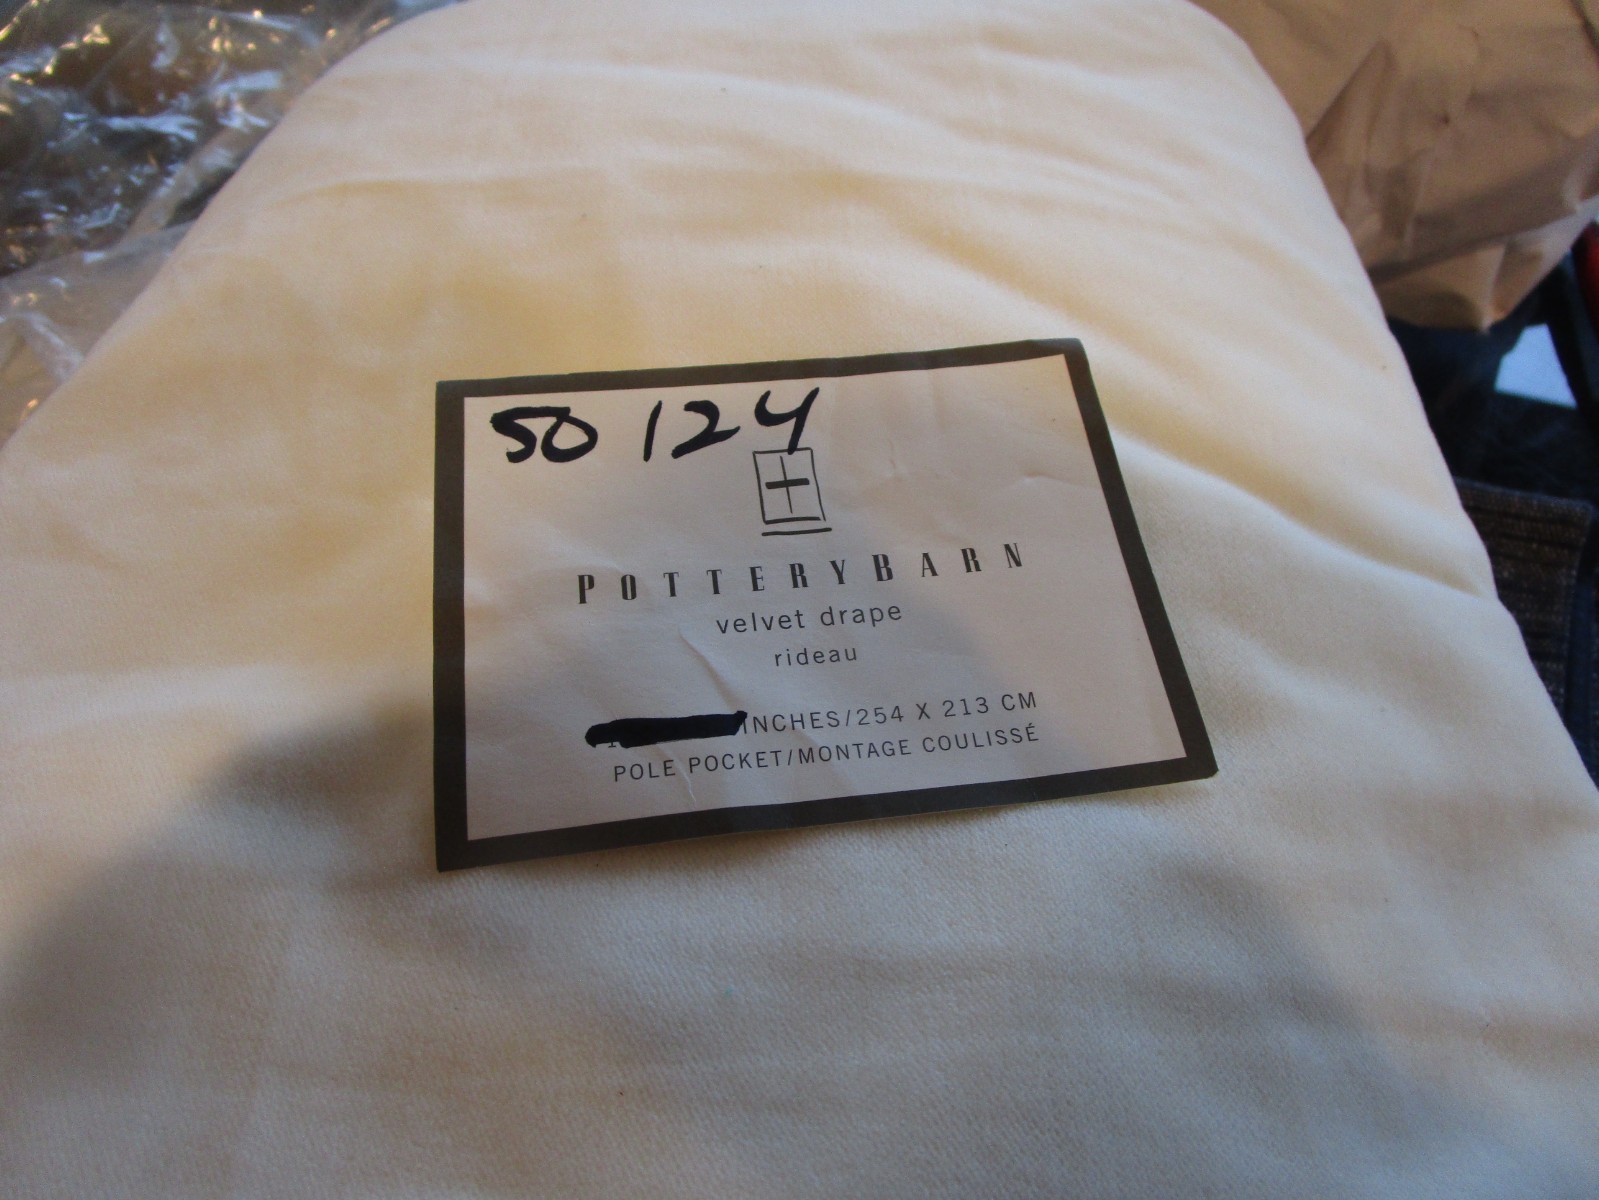 50 124
POTTERYBARN
velvet drape
rideau
INCHES/254 X 213 CM
POLE POCKET/MONTAGE COULISSÉ